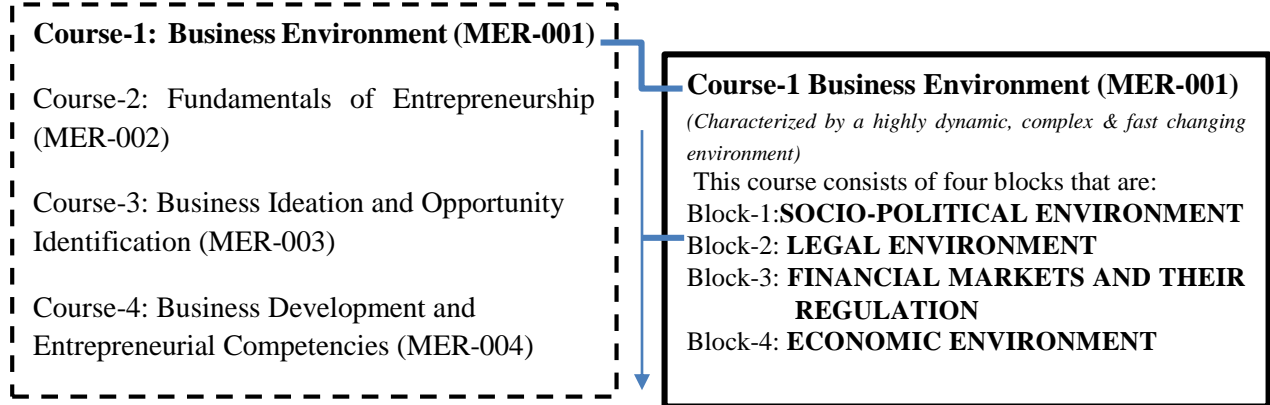 Course-1: Business Environment (MER-001)
Course-2: Fundamentals of Entrepreneurship
(MER-002)
Course-3: Business Ideation and Opportunity
Identification (MER-003)
Course-4: Business Development and
Entrepreneurial Competencies (MER-004)
Course-1 Business Environment (MER-001)
(Characterized by a highly dynamic, complex & fast changing
environment)
This course consists of four blocks that are:
Block-1:SOCIO-POLITICAL ENVIRONMENT
Block-2: LEGAL ENVIRONMENT
Block-3: FINANCIAL MARKETS AND THEIR
REGULATION
Block-4: ECONOMIC ENVIRONMENT